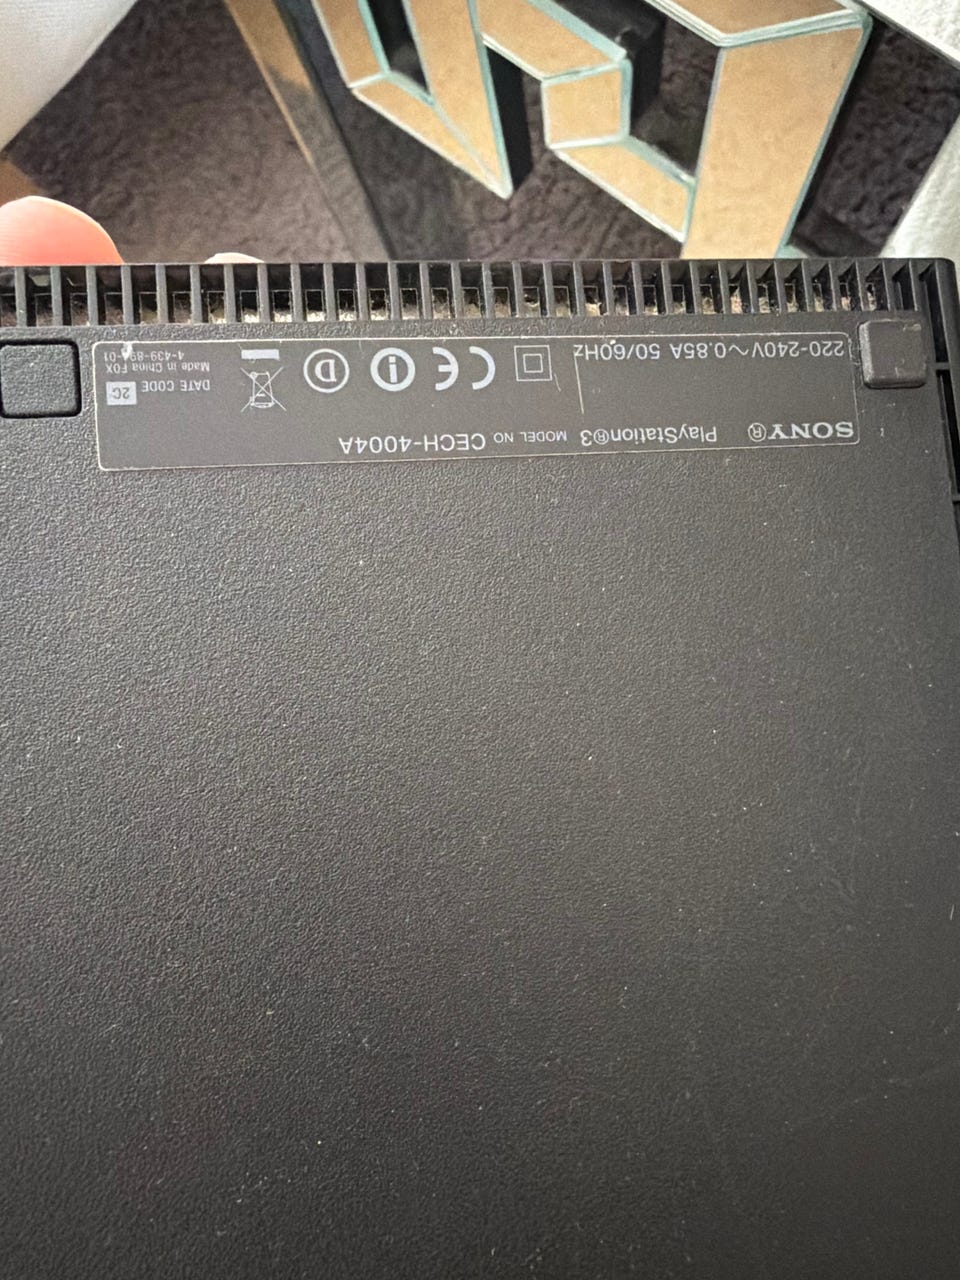 SONY® PlayStation®3 MODEL NO CECH-4004A
220-240V～0.85A 50/60Hz
CE
D
DATE CODE 2C
Made in China FOX
4-439-894-01